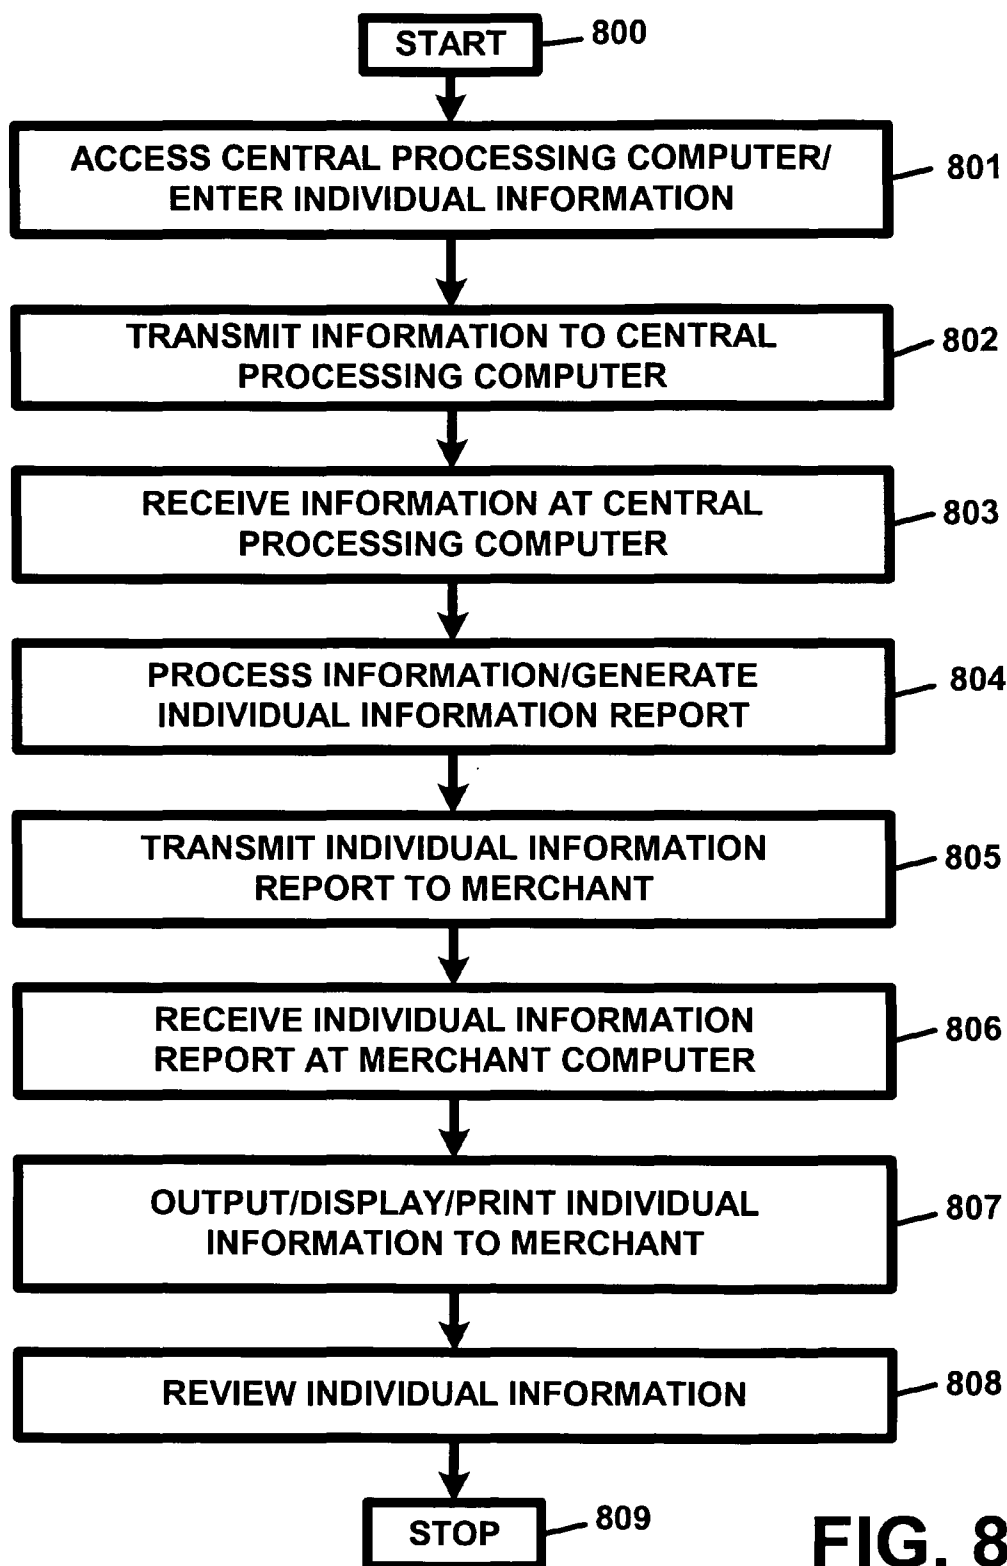 START
800
ACCESS CENTRAL PROCESSING COMPUTER/
ENTER INDIVIDUAL INFORMATION
801
TRANSMIT INFORMATION TO CENTRAL
PROCESSING COMPUTER
802
RECEIVE INFORMATION AT CENTRAL
PROCESSING COMPUTER
803
PROCESS INFORMATION/GENERATE
INDIVIDUAL INFORMATION REPORT
804
TRANSMIT INDIVIDUAL INFORMATION
REPORT TO MERCHANT
805
RECEIVE INDIVIDUAL INFORMATION
REPORT AT MERCHANT COMPUTER
806
OUTPUT/DISPLAY/PRINT INDIVIDUAL
INFORMATION TO MERCHANT
807
REVIEW INDIVIDUAL INFORMATION
808
STOP
809
FIG. 8